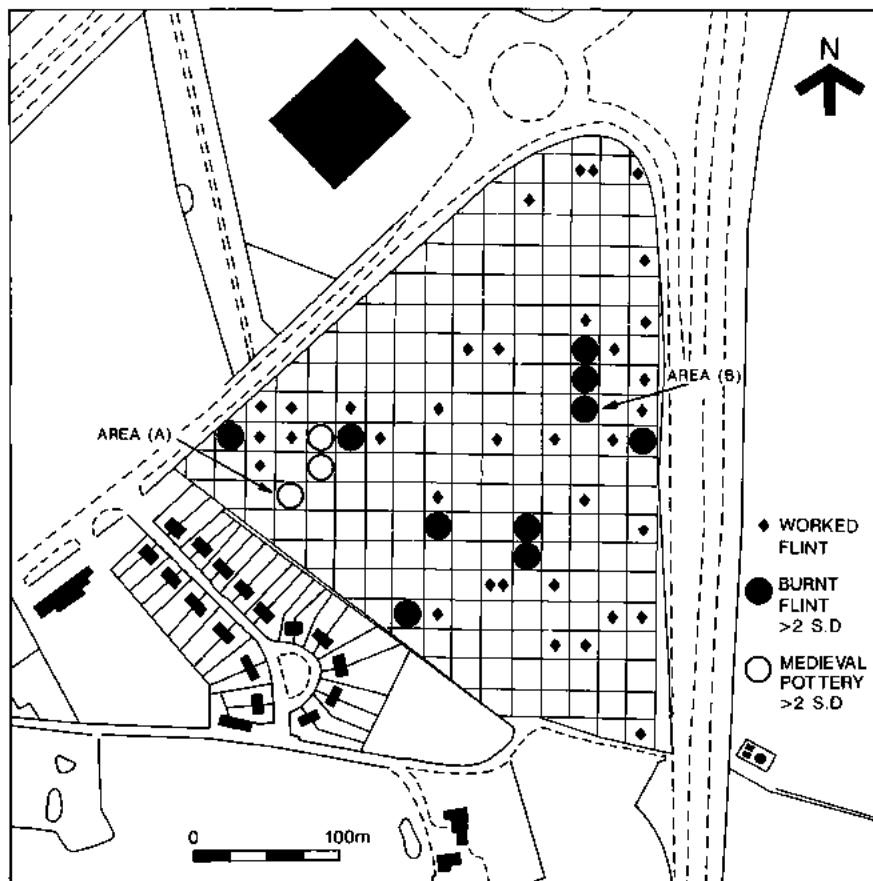 N
AREA (B)
AREA (A)
WORKED
FLINT
BURNT
FLINT
>2 S.D
MEDIEVAL
POTTERY
>2 S.D
0 100m